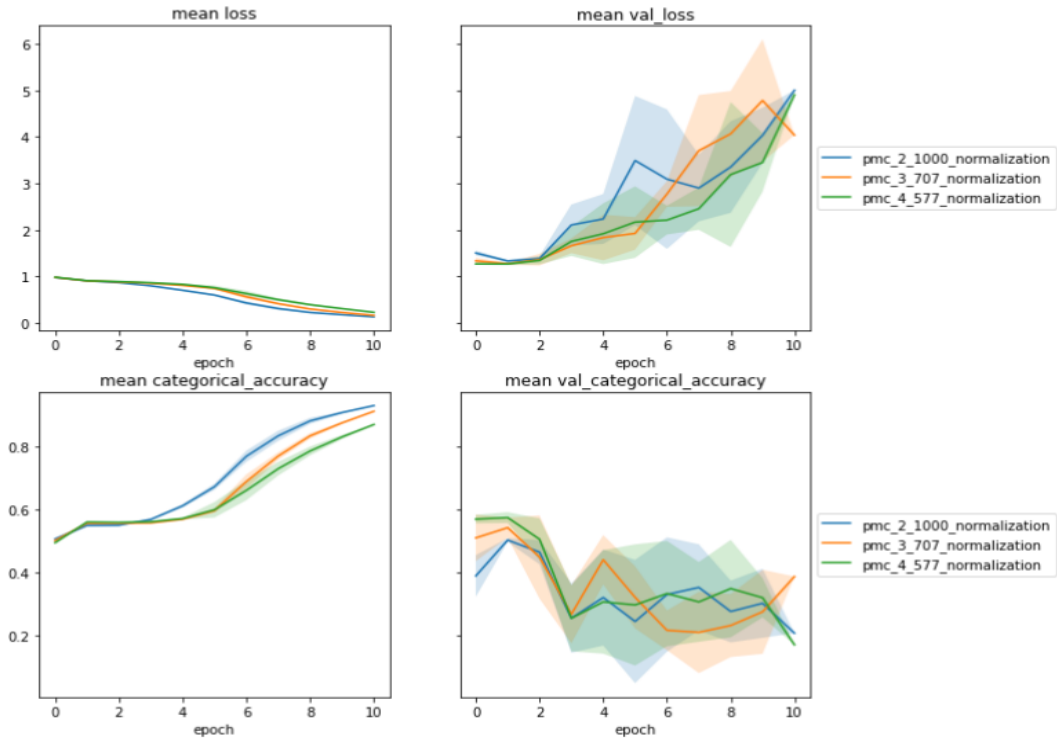 mean loss
mean val_loss
6
5
4
3
2
1
0
0 2 4 6 8 10
epoch
0 2 4 6 8 10
epoch
pmc_2_1000_normalization
pmc_3_707_normalization
pmc_4_577_normalization
mean categorical_accuracy
mean val_categorical_accuracy
0.8
0.6
0.4
0.2
0 2 4 6 8 10
epoch
0 2 4 6 8 10
epoch
pmc_2_1000_normalization
pmc_3_707_normalization
pmc_4_577_normalization